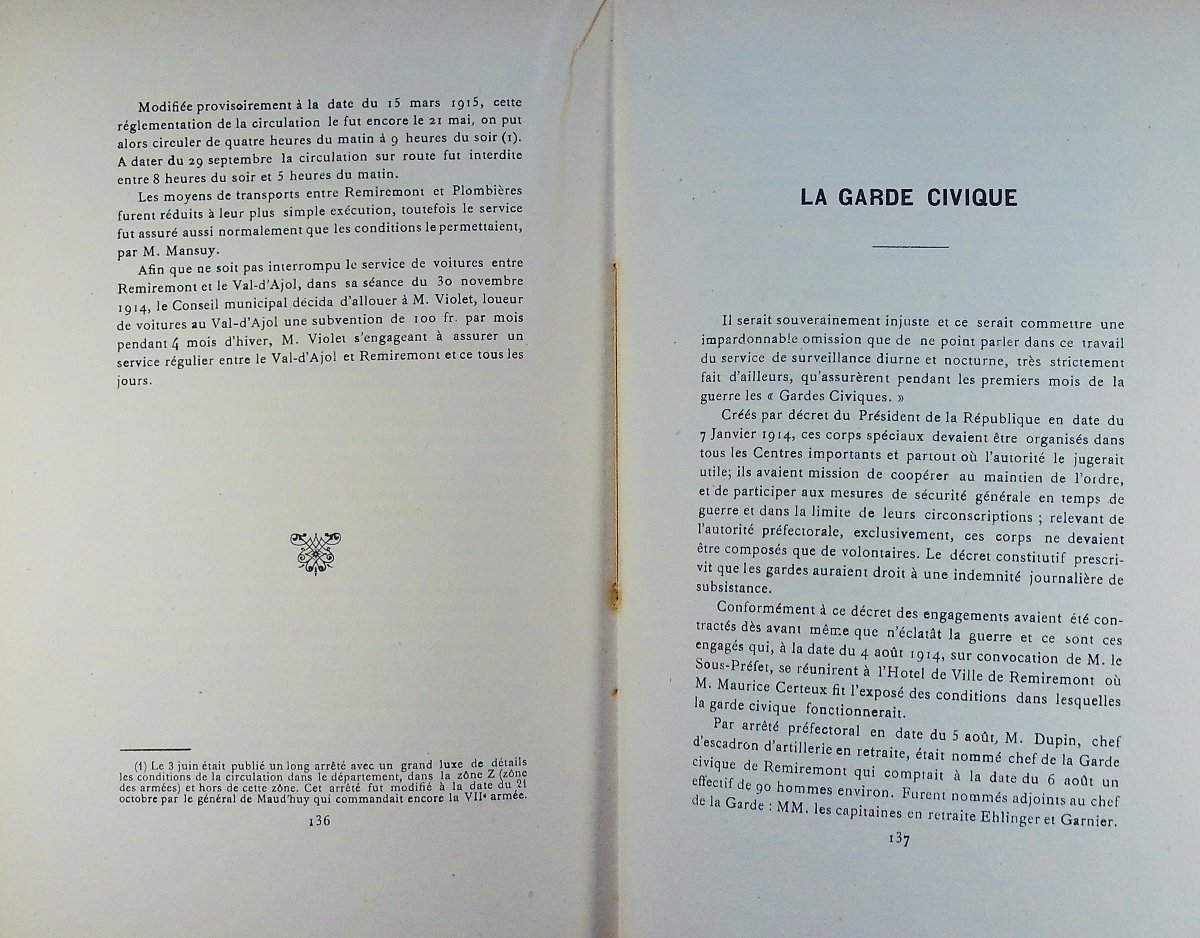 Modifiée provisoirement à la date du 15 mars 1915, cette
réglementation de la circulation le fut encore le 21 mai, on put
alors circuler de quatre heures du matin à 9 heures du soir (1).
A dater du 29 septembre la circulation sur route fut interdite
entre 8 heures du soir et 5 heures du matin.
Les moyens de transports entre Remiremont et Plombières
furent réduits à leur plus simple exécution, toutefois le service
fut assuré aussi normalement que les conditions le permettaient,
par M. Mansuy.
Afin que ne soit pas interrompu le service de voitures entre
Remiremont et le Val-d'Ajol, dans sa séance du 30 novembre
1914, le Conseil municipal décida d'allouer à M. Violet, loueur
de voitures au Val-d'Ajol une subvention de 100 fr. par mois
pendant 4 mois d'hiver, M. Violet s'engageant à assurer un
service régulier entre le Val-d'Ajol et Remiremont et ce tous les
jours.
(1) Le 3 juin était publié un long arrêté avec un grand luxe de détails
les conditions de la circulation dans le département, dans la zône Z (zône
des armées) et hors de cette zône. Cet arrêté fut modifié à la date du 21
octobre par le général de Maud'huy qui commandait encore la VIIe armée.
136
LA GARDE CIVIQUE
Il serait souverainement injuste et ce serait commettre une
impardonnable omission que de ne point parler dans ce travail
du service de surveillance diurne et nocturne, très strictement
fait d'ailleurs, qu'assurèrent pendant les premiers mois de la
guerre les « Gardes Civiques. »
Créés par décret du Président de la République en date du
7 Janvier 1914, ces corps spéciaux devaient être organisés dans
tous les Centres importants et partout où l'autorité le jugerait
utile; ils avaient mission de coopérer au maintien de l'ordre,
et de participer aux mesures de sécurité générale en temps de
guerre et dans la limite de leurs circonscriptions ; relevant de
l'autorité préfectorale, exclusivement, ces corps ne devaient
être composés que de volontaires. Le décret constitutif prescri-
vit que les gardes auraient droit à une indemnité journalière de
subsistance.
Conformément à ce décret des engagements avaient été con-
tractés dès avant même que n'éclatât la guerre et ce sont ces
engagés qui, à la date du 4 août 1914, sur convocation de M. le
Sous-Préfet, se réunirent à l'Hotel de Ville de Remiremont où
M. Maurice Certeux fit l'exposé des conditions dans lesquelles
la garde civique fonctionnerait.
Par arrêté préfectoral en date du 5 août, M. Dupin, chef
d'escadron d'artillerie en retraite, était nommé chef de la Garde
civique de Remiremont qui comptait à la date du 6 août un
effectif de 90 hommes environ. Furent nommés adjoints au chef
de la Garde : MM. les capitaines en retraite Ehlinger et Garnier.
137